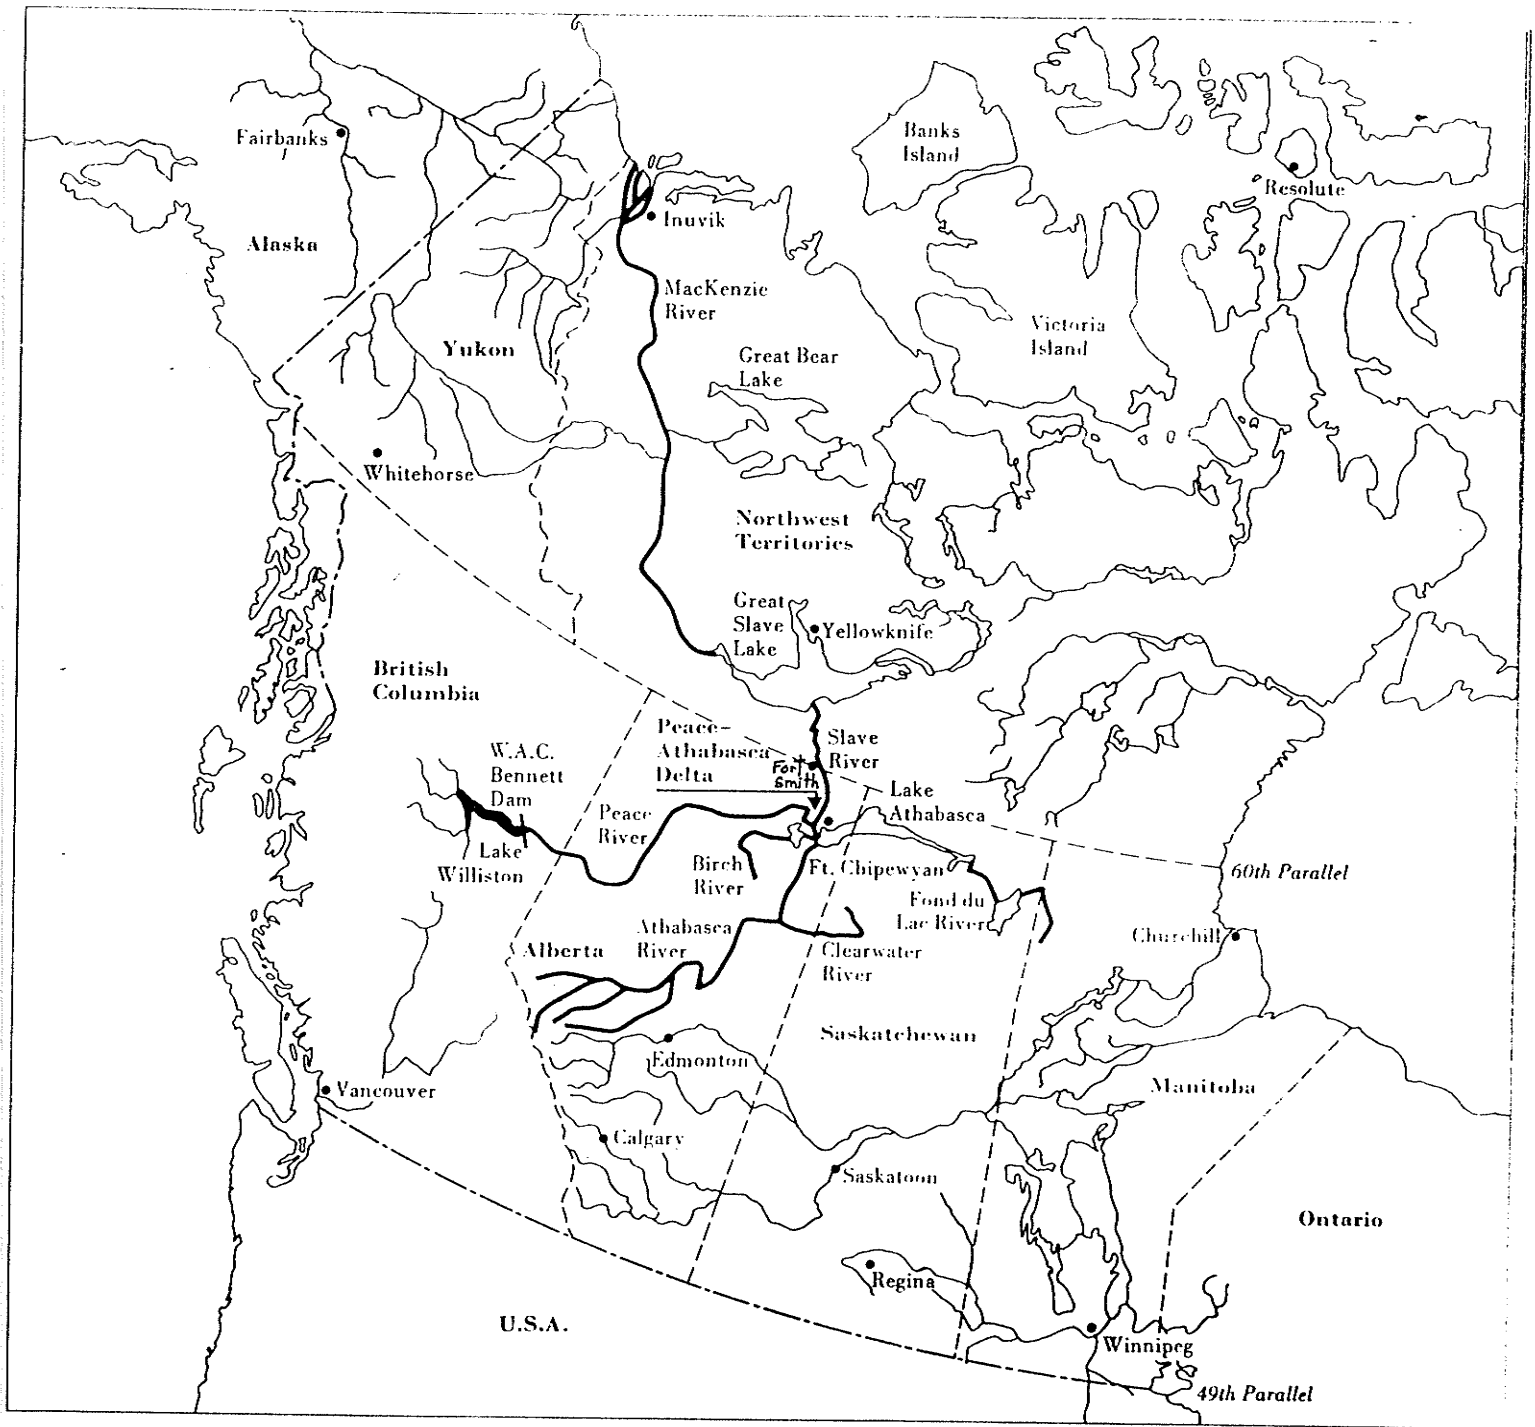 Fairbanks
Banks
Island
Resolute
Inuvik
Alaska
MacKenzie
River
Victoria
Island
Yukon
Great Bear
Lake
Whitehorse
Northwest
Territories
Great
Slave
Lake
Yellowknife
British
Columbia
Peace-
Athabasca
Delta
Slave
River
Fort
Smith
W.A.C.
Bennett
Dam
Lake
Athabasca
Peace
River
Lake
Williston
Birch
River
Ft. Chipewyan
60th Parallel
Fond du
Lac River
Athabasca
River
Alberta
Clearwater
River
Churchill
Saskatchewan
Edmonton
Manitoba
Vancouver
Calgary
Saskatoon
Ontario
Regina
U.S.A.
Winnipeg
49th Parallel